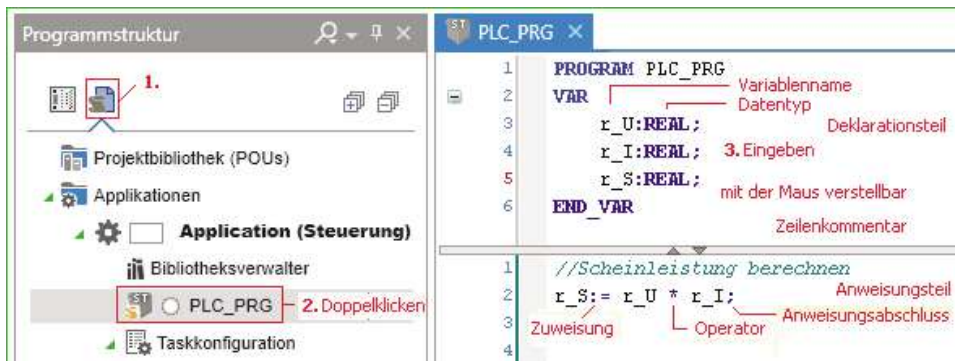 Programmstruktur
1.
Projektbibliothek (POUs)
Applikationen
Application (Steuerung)
Bibliotheksverwalter
ST
PLC_PRG
2. Doppelklicken
Taskkonfiguration
ST PLC_PRG
1 PROGRAM PLC_PRG
Variablenname
2 VAR
Datentyp
3 r_U:REAL;
Deklarationsteil
4 r_I:REAL;
3. Eingeben
5 r_S:REAL;
mit der Maus verstellbar
6 END_VAR
Zeilenkommentar
1 //Scheinleistung berechnen
2 r_S:= r_U * r_I;
Anweisungsteil
Zuweisung
Operator
Anweisungsabschluss
3
4